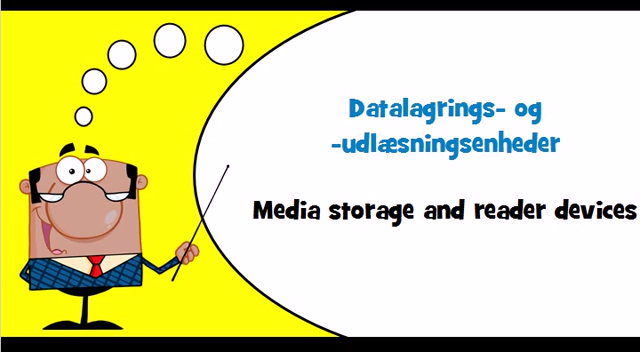 Datalagrings- og
-udlæsningsenheder
Media storage and reader devices